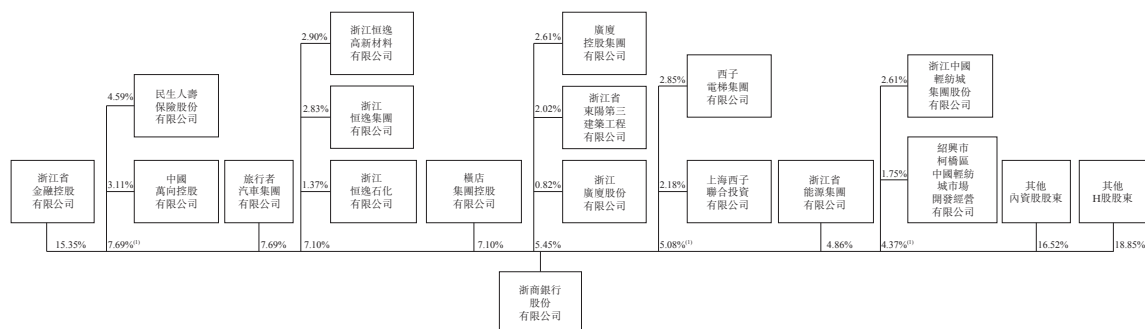 浙江恒逸
高新材料
有限公司
2.90%
廣廈
控股集團
有限公司
2.61%
西子
電梯集團
有限公司
2.85%
浙江中國
輕紡城
集團股份
有限公司
2.61%
民生人壽
保險股份
有限公司
4.59%
浙江
恒逸集團
有限公司
2.83%
浙江省
東陽第三
建築工程
有限公司
2.02%
浙江省
金融控股
有限公司
3.11%
中國
萬向控股
有限公司
旅行者
汽車集團
有限公司
1.37%
浙江
恒逸石化
有限公司
橫店
集團控股
有限公司
0.82%
浙江
廣廈股份
有限公司
2.18%
上海西子
聯合投資
有限公司
浙江省
能源集團
有限公司
1.75%
紹興市
柯橋區
中國輕紡
城市場
開發經營
有限公司
其他
內資股股東
其他
H股股東
15.35%
7.69%⁽¹⁾
7.69%
7.10%
7.10%
5.45%
5.08%⁽¹⁾
4.86%
4.37%⁽¹⁾
16.52%
18.85%
浙商銀行
股份
有限公司